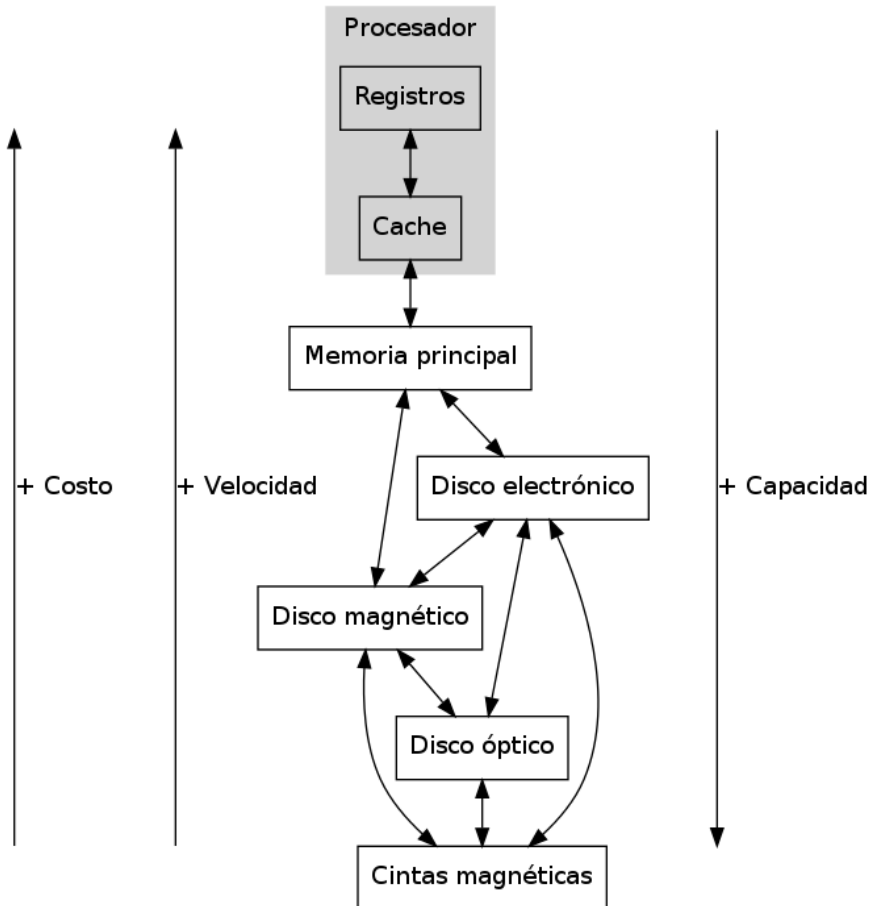 Procesador
Registros
Cache
Memoria principal
+ Costo
+ Velocidad
Disco electrónico
+ Capacidad
Disco magnético
Disco óptico
Cintas magnéticas